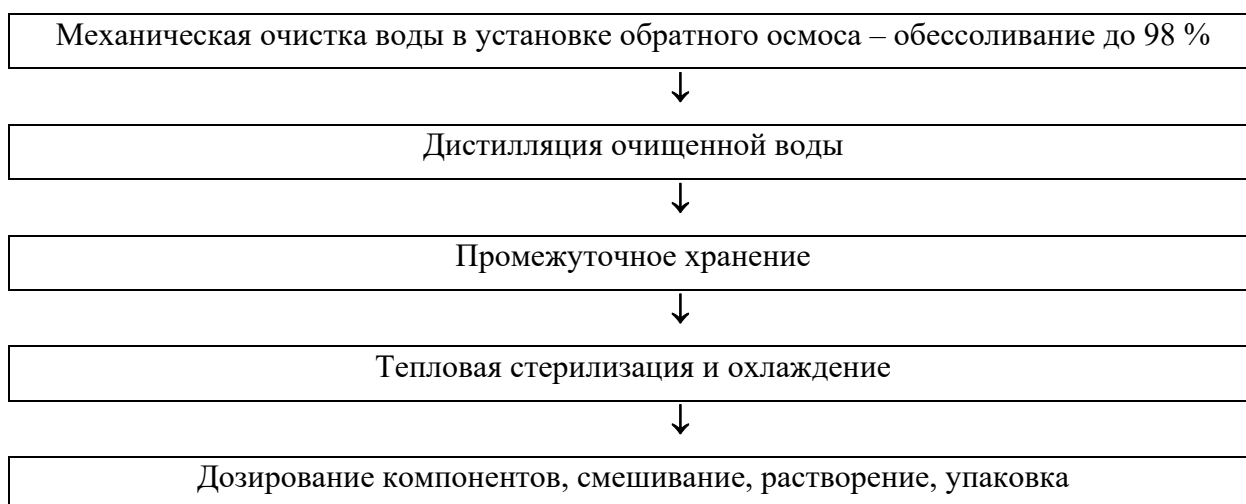 Механическая очистка воды в установке обратного осмоса – обессоливание до 98 %
↓
Дистилляция очищенной воды
↓
Промежуточное хранение
↓
Тепловая стерилизация и охлаждение
↓
Дозирование компонентов, смешивание, растворение, упаковка